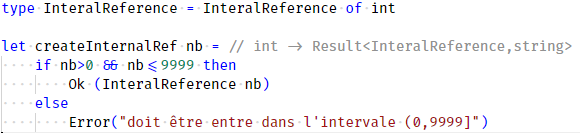 type InteralReference = InteralReference of int
let createInternalRef nb = // int -> Result<InteralReference,string>
if nb>0 && nb<=9999 then
Ok (InteralReference nb)
else
Error("doit être entre dans l'intervale (0,9999]")